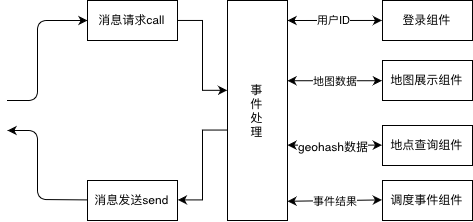 消息请求call
用户ID
登录组件
地图数据
地图展示组件
事件处理
geohash数据
地点查询组件
消息发送send
事件结果
调度事件组件